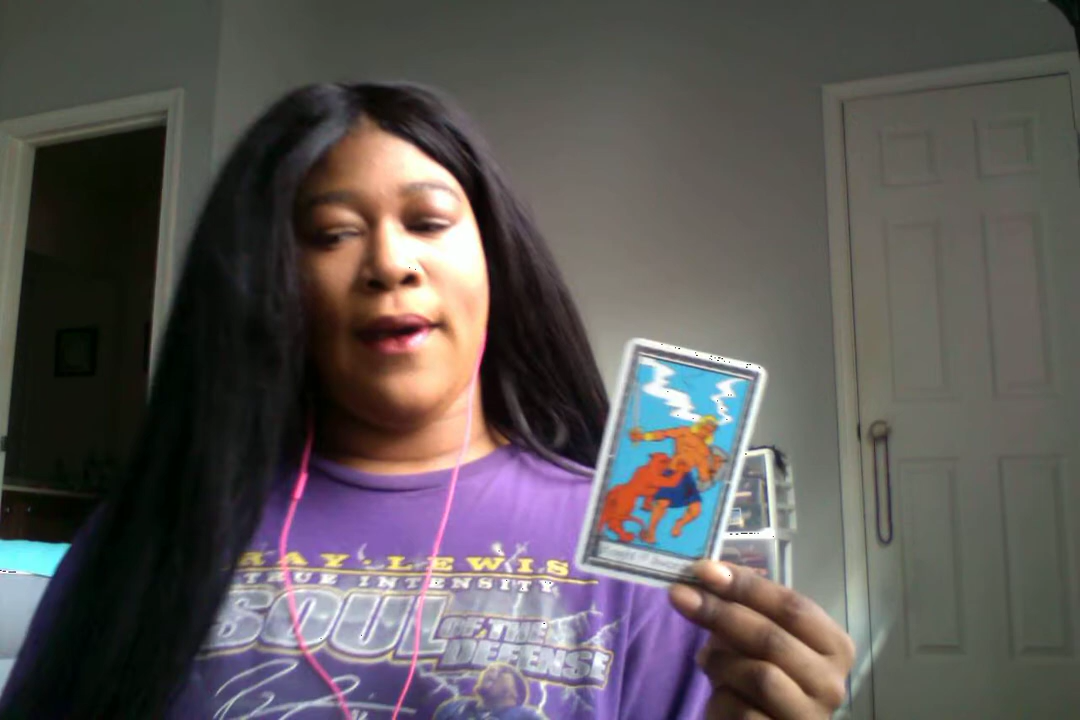 RAY LEWIS
TRUE INTENSITY
SOUL
OF THE
DEFENSE